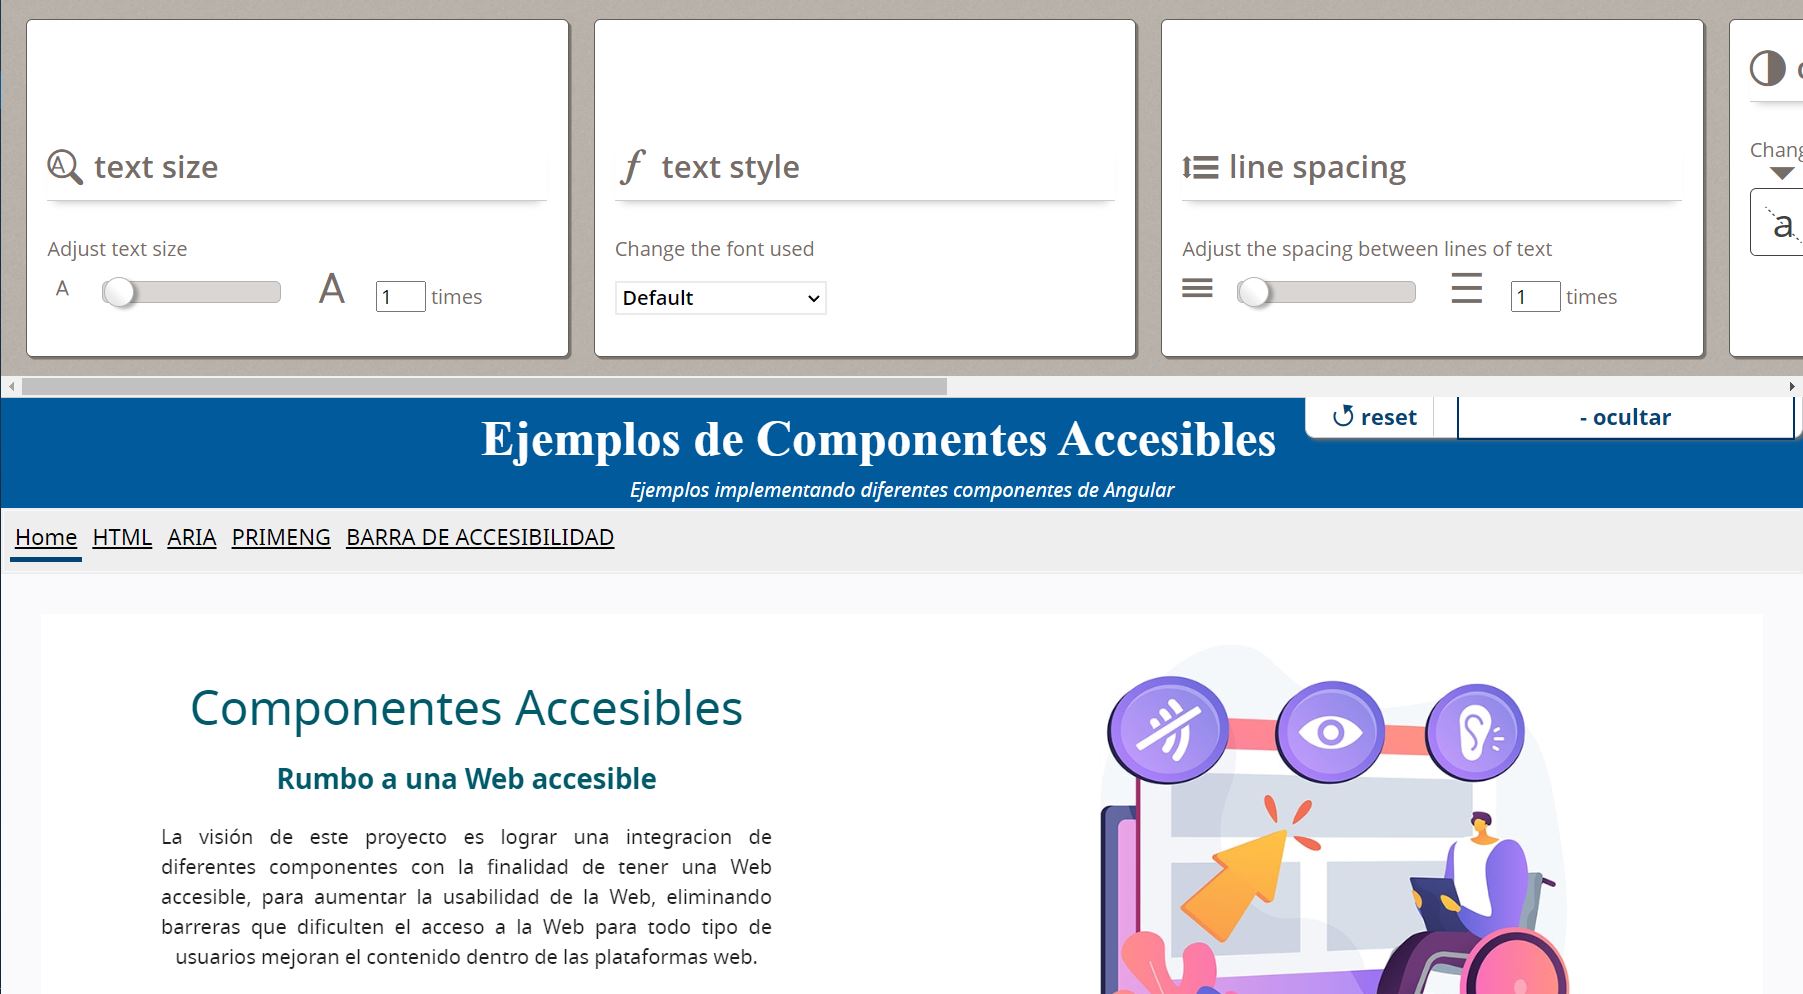 text size
Adjust text size
A A 1 times
text style
Change the font used
Default
line spacing
Adjust the spacing between lines of text
1 times
a
reset
- ocultar
Ejemplos de Componentes Accesibles
Ejemplos implementando diferentes componentes de Angular
Home HTML ARIA PRIMENG BARRA DE ACCESIBILIDAD
Componentes Accesibles
Rumbo a una Web accesible
La visión de este proyecto es lograr una integracion de
diferentes componentes con la finalidad de tener una Web
accesible, para aumentar la usabilidad de la Web, eliminando
barreras que dificulten el acceso a la Web para todo tipo de
usuarios mejoran el contenido dentro de las plataformas web.